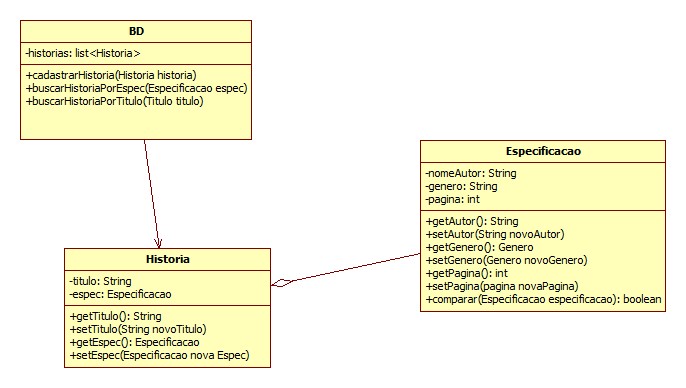 BD
-historias: list<Historia>
+cadastrarHistoria(Historia historia)
+buscarHistoriaPorEspec(Especificacao espec)
+buscarHistoriaPorTitulo(Titulo titulo)
Especificacao
-nomeAutor: String
-genero: String
-pagina: int
+getAutor(): String
+setAutor(String novoAutor)
+getGenero(): Genero
+setGenero(Genero novoGenero)
+getPagina(): int
+setPagina(pagina novaPagina)
+comparar(Especificacao especificacao): boolean
Historia
-titulo: String
-espec: Especificacao
+getTitulo(): String
+setTitulo(String novoTitulo)
+getEspec(): Especificacao
+setEspec(Especificacao nova Espec)